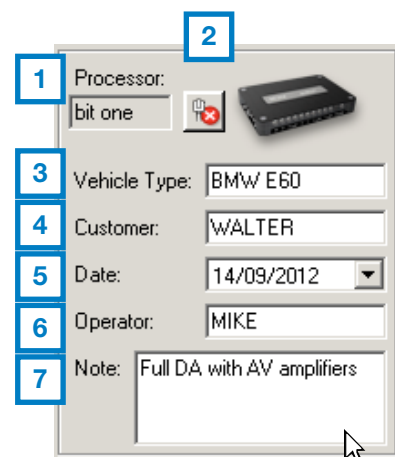 2
1 Processor:
bit one
3 Vehicle Type: BMW E60
4 Customer: WALTER
5 Date: 14/09/2012
6 Operator: MIKE
7 Note: Full DA with AV amplifiers